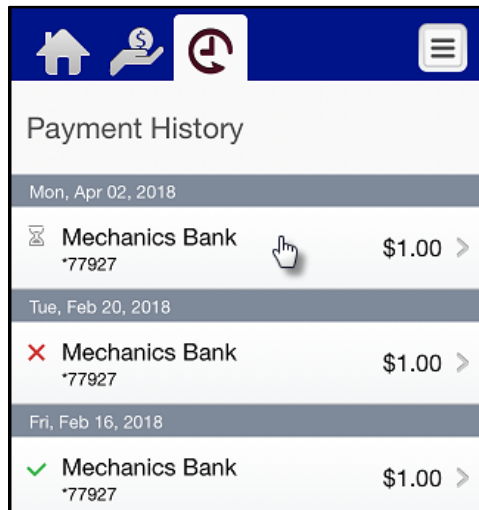 Payment History
Mon, Apr 02, 2018
Mechanics Bank
*77927
$1.00
Tue, Feb 20, 2018
Mechanics Bank
*77927
$1.00
Fri, Feb 16, 2018
Mechanics Bank
*77927
$1.00